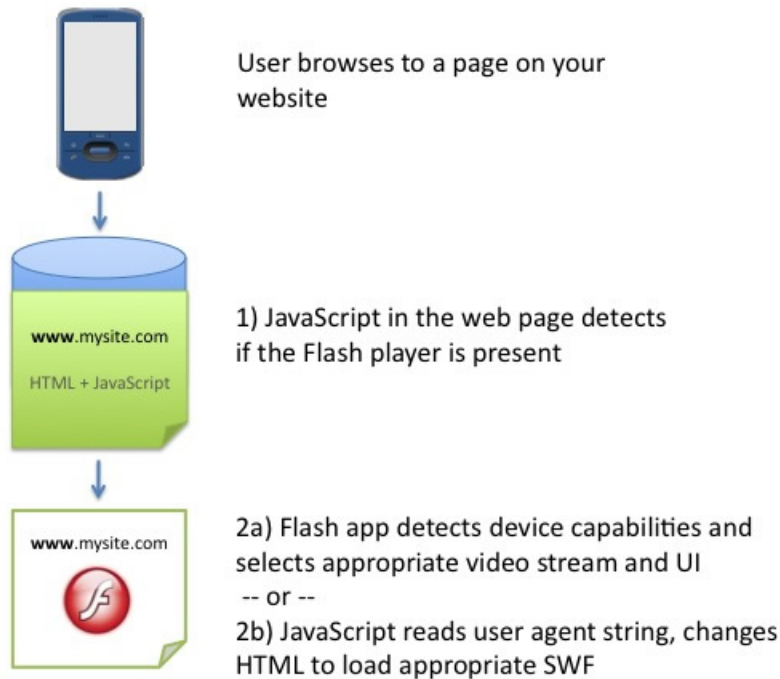 User browses to a page on your
website
www.mysite.com
HTML + JavaScript
1) JavaScript in the web page detects
if the Flash player is present
www.mysite.com
2a) Flash app detects device capabilities and
selects appropriate video stream and UI
-- or --
2b) JavaScript reads user agent string, changes
HTML to load appropriate SWF